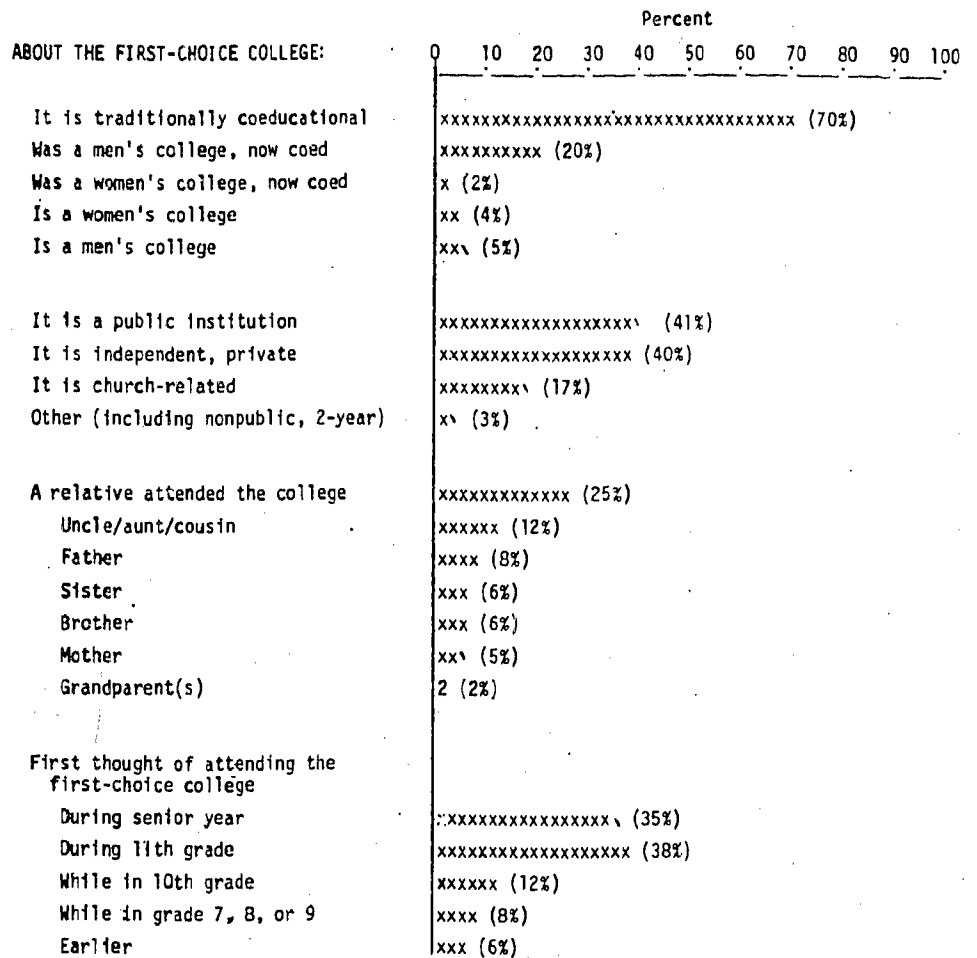 Percent
ABOUT THE FIRST-CHOICE COLLEGE: 0 10 20 30 40 50 60 70 80 90 100
It is traditionally coeducational xxxxxxxxxxxxxxxxxxxxxxxxxxxxxxxxxxx (70%)
Was a men's college, now coed xxxxxxxxxx (20%)
Was a women's college, now coed x (2%)
Is a women's college xx (4%)
Is a men's college xx\ (5%)
It is a public institution xxxxxxxxxxxxxxxxxxx\ (41%)
It is independent, private xxxxxxxxxxxxxxxxxxx (40%)
It is church-related xxxxxxxx\ (17%)
Other (including nonpublic, 2-year) x\ (3%)
A relative attended the college xxxxxxxxxxxxx (25%)
Uncle/aunt/cousin xxxxxx (12%)
Father xxxx (8%)
Sister xxx (6%)
Brother xxx (6%)
Mother xx\ (5%)
Grandparent(s) 2 (2%)
First thought of attending the
first-choice college
During senior year xxxxxxxxxxxxxxxxx\ (35%)
During 11th grade xxxxxxxxxxxxxxxxxxx (38%)
While in 10th grade xxxxxx (12%)
While in grade 7, 8, or 9 xxxx (8%)
Earlier xxx (6%)